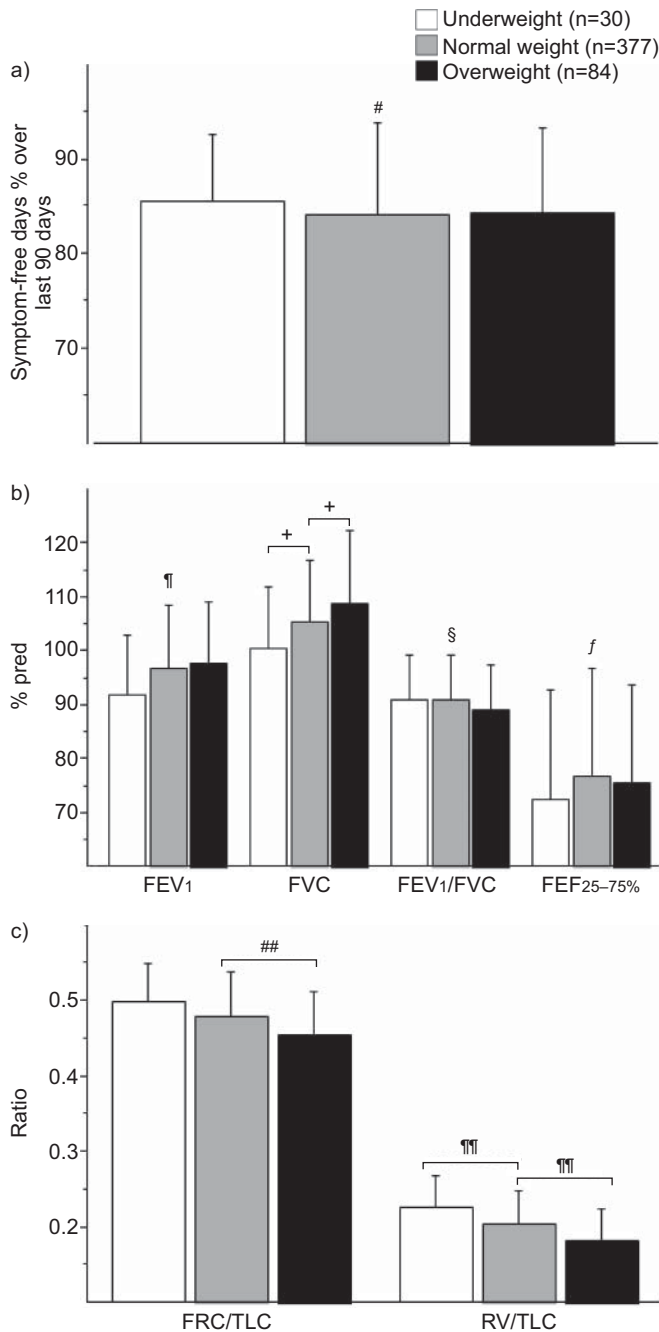 Underweight (n=30)
Normal weight (n=377)
Overweight (n=84)
a)
Symptom-free days % over
last 90 days
90
80
70
#
b)
% pred
120
110
100
90
80
70
¶
+
+
§
ƒ
FEV1
FVC
FEV1/FVC
FEF25–75%
c)
Ratio
0.5
0.4
0.3
0.2
##
¶¶
¶¶
FRC/TLC
RV/TLC